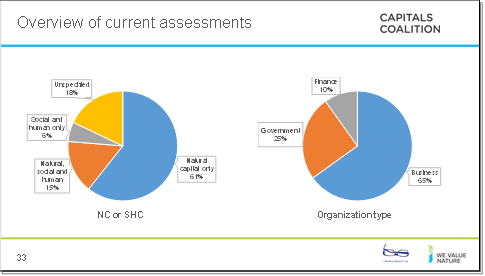 Overview of current assessments
CAPITALS
COALITION
Unspecified
18%
Social and
human only
6%
Natural,
social and
human
15%
Natural
capital only
61%
NC or SHC
Finance
10%
Government
25%
Business
65%
Organization type
33
WE VALUE
NATURE